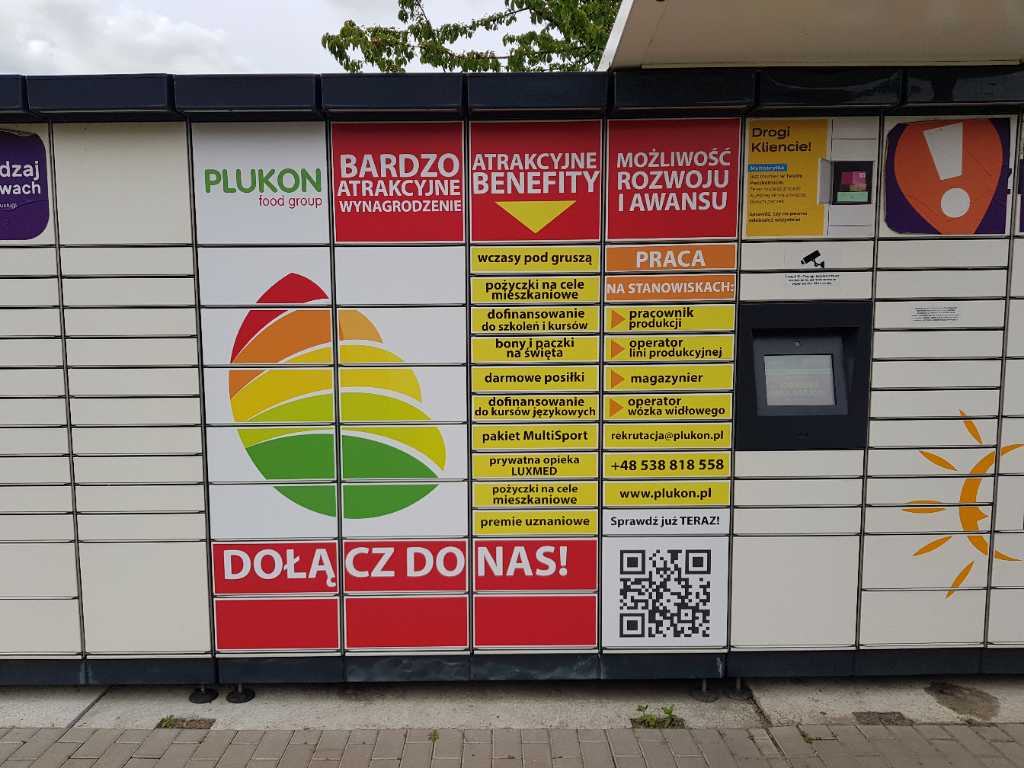 dzaj
wach
PLUKON
food group
BARDZO
ATRAKCYJNE
WYNAGRODZENIE
ATRAKCYJNE
BENEFITY
MOŻLIWOŚĆ
ROZWOJU
I AWANSU
Drogi
Kliencie!
wczasy pod gruszą
pożyczki na cele
mieszkaniowe
dofinansowanie
do szkoleń i kursów
bony i paczki
na święta
darmowe posiłki
dofinansowanie
do kursów językowych
pakiet MultiSport
prywatna opieka
LUXMED
pożyczki na cele
mieszkaniowe
premie uznaniowe
PRACA
NA STANOWISKACH:
pracownik
produkcji
operator
lini produkcyjnej
magazynier
operator
wózka widłowego
rekrutacja@plukon.pl
+48 538 818 558
www.plukon.pl
Sprawdź już TERAZ!
DOŁĄCZ DO NAS!